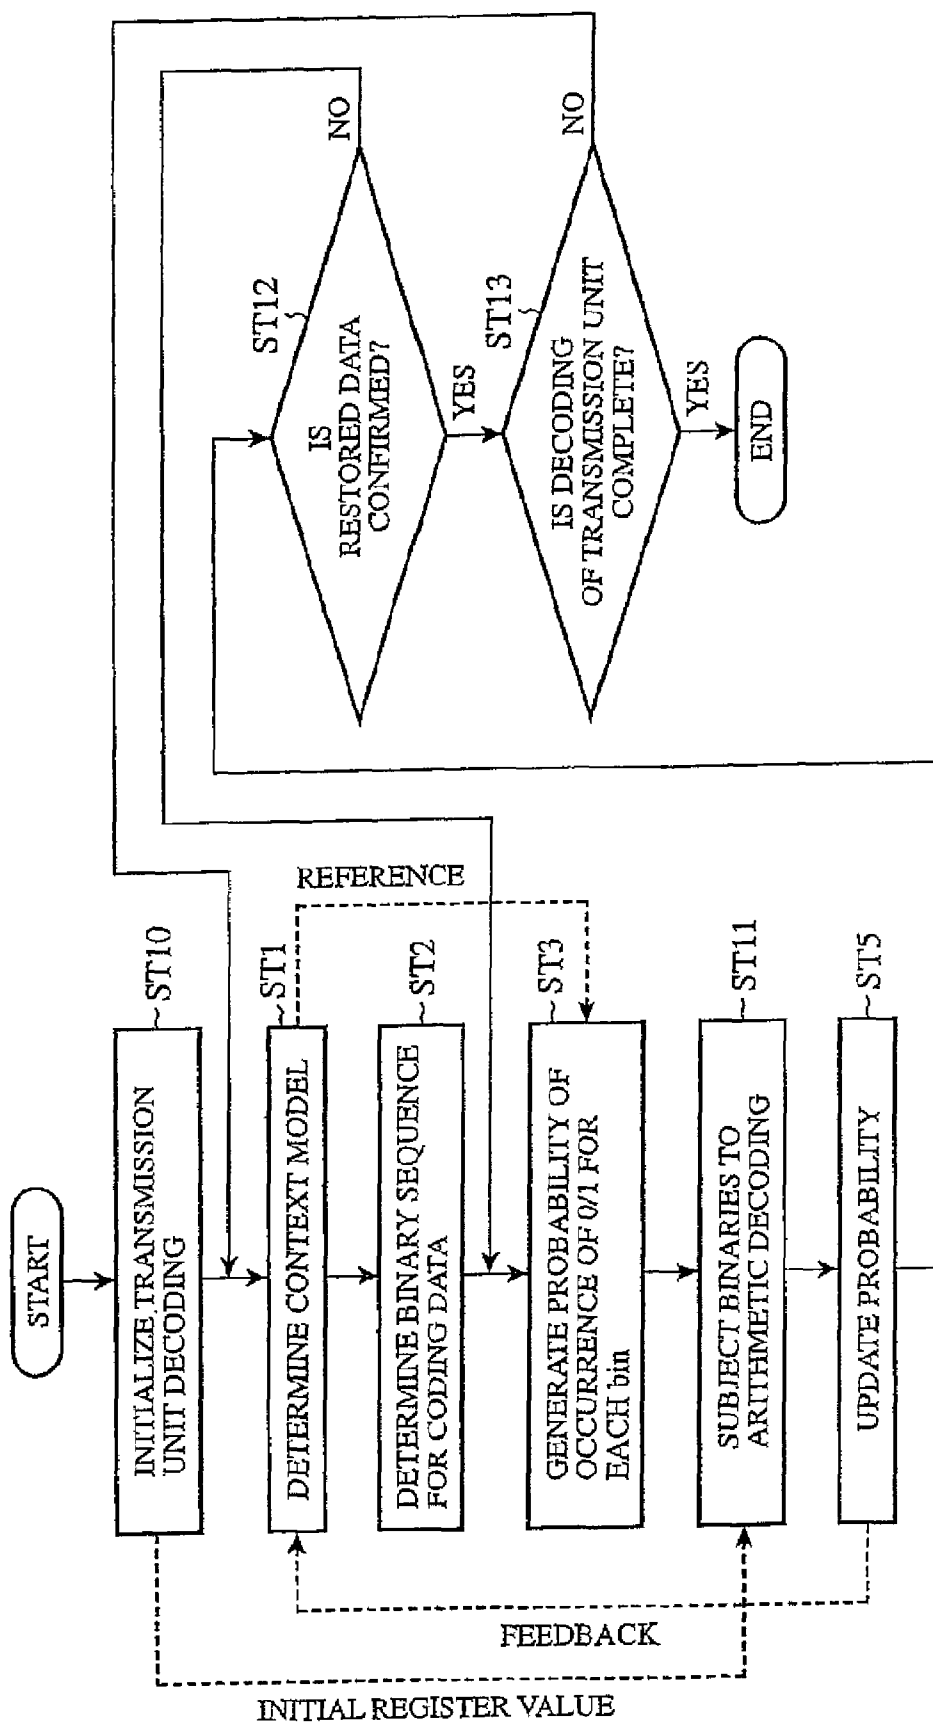 START
INITIALIZE TRANSMISSION
UNIT DECODING
ST10
DETERMINE CONTEXT MODEL
ST1
REFERENCE
DETERMINE BINARY SEQUENCE
FOR CODING DATA
ST2
GENERATE PROBABILITY OF
OCCURRENCE OF 0/1 FOR
EACH bin
ST3
SUBJECT BINARIES TO
ARITHMETIC DECODING
ST11
UPDATE PROBABILITY
ST5
FEEDBACK
INITIAL REGISTER VALUE
ST12
IS
RESTORED DATA
CONFIRMED?
NO
YES
ST13
IS DECODING
OF TRANSMISSION UNIT
COMPLETE?
NO
YES
END